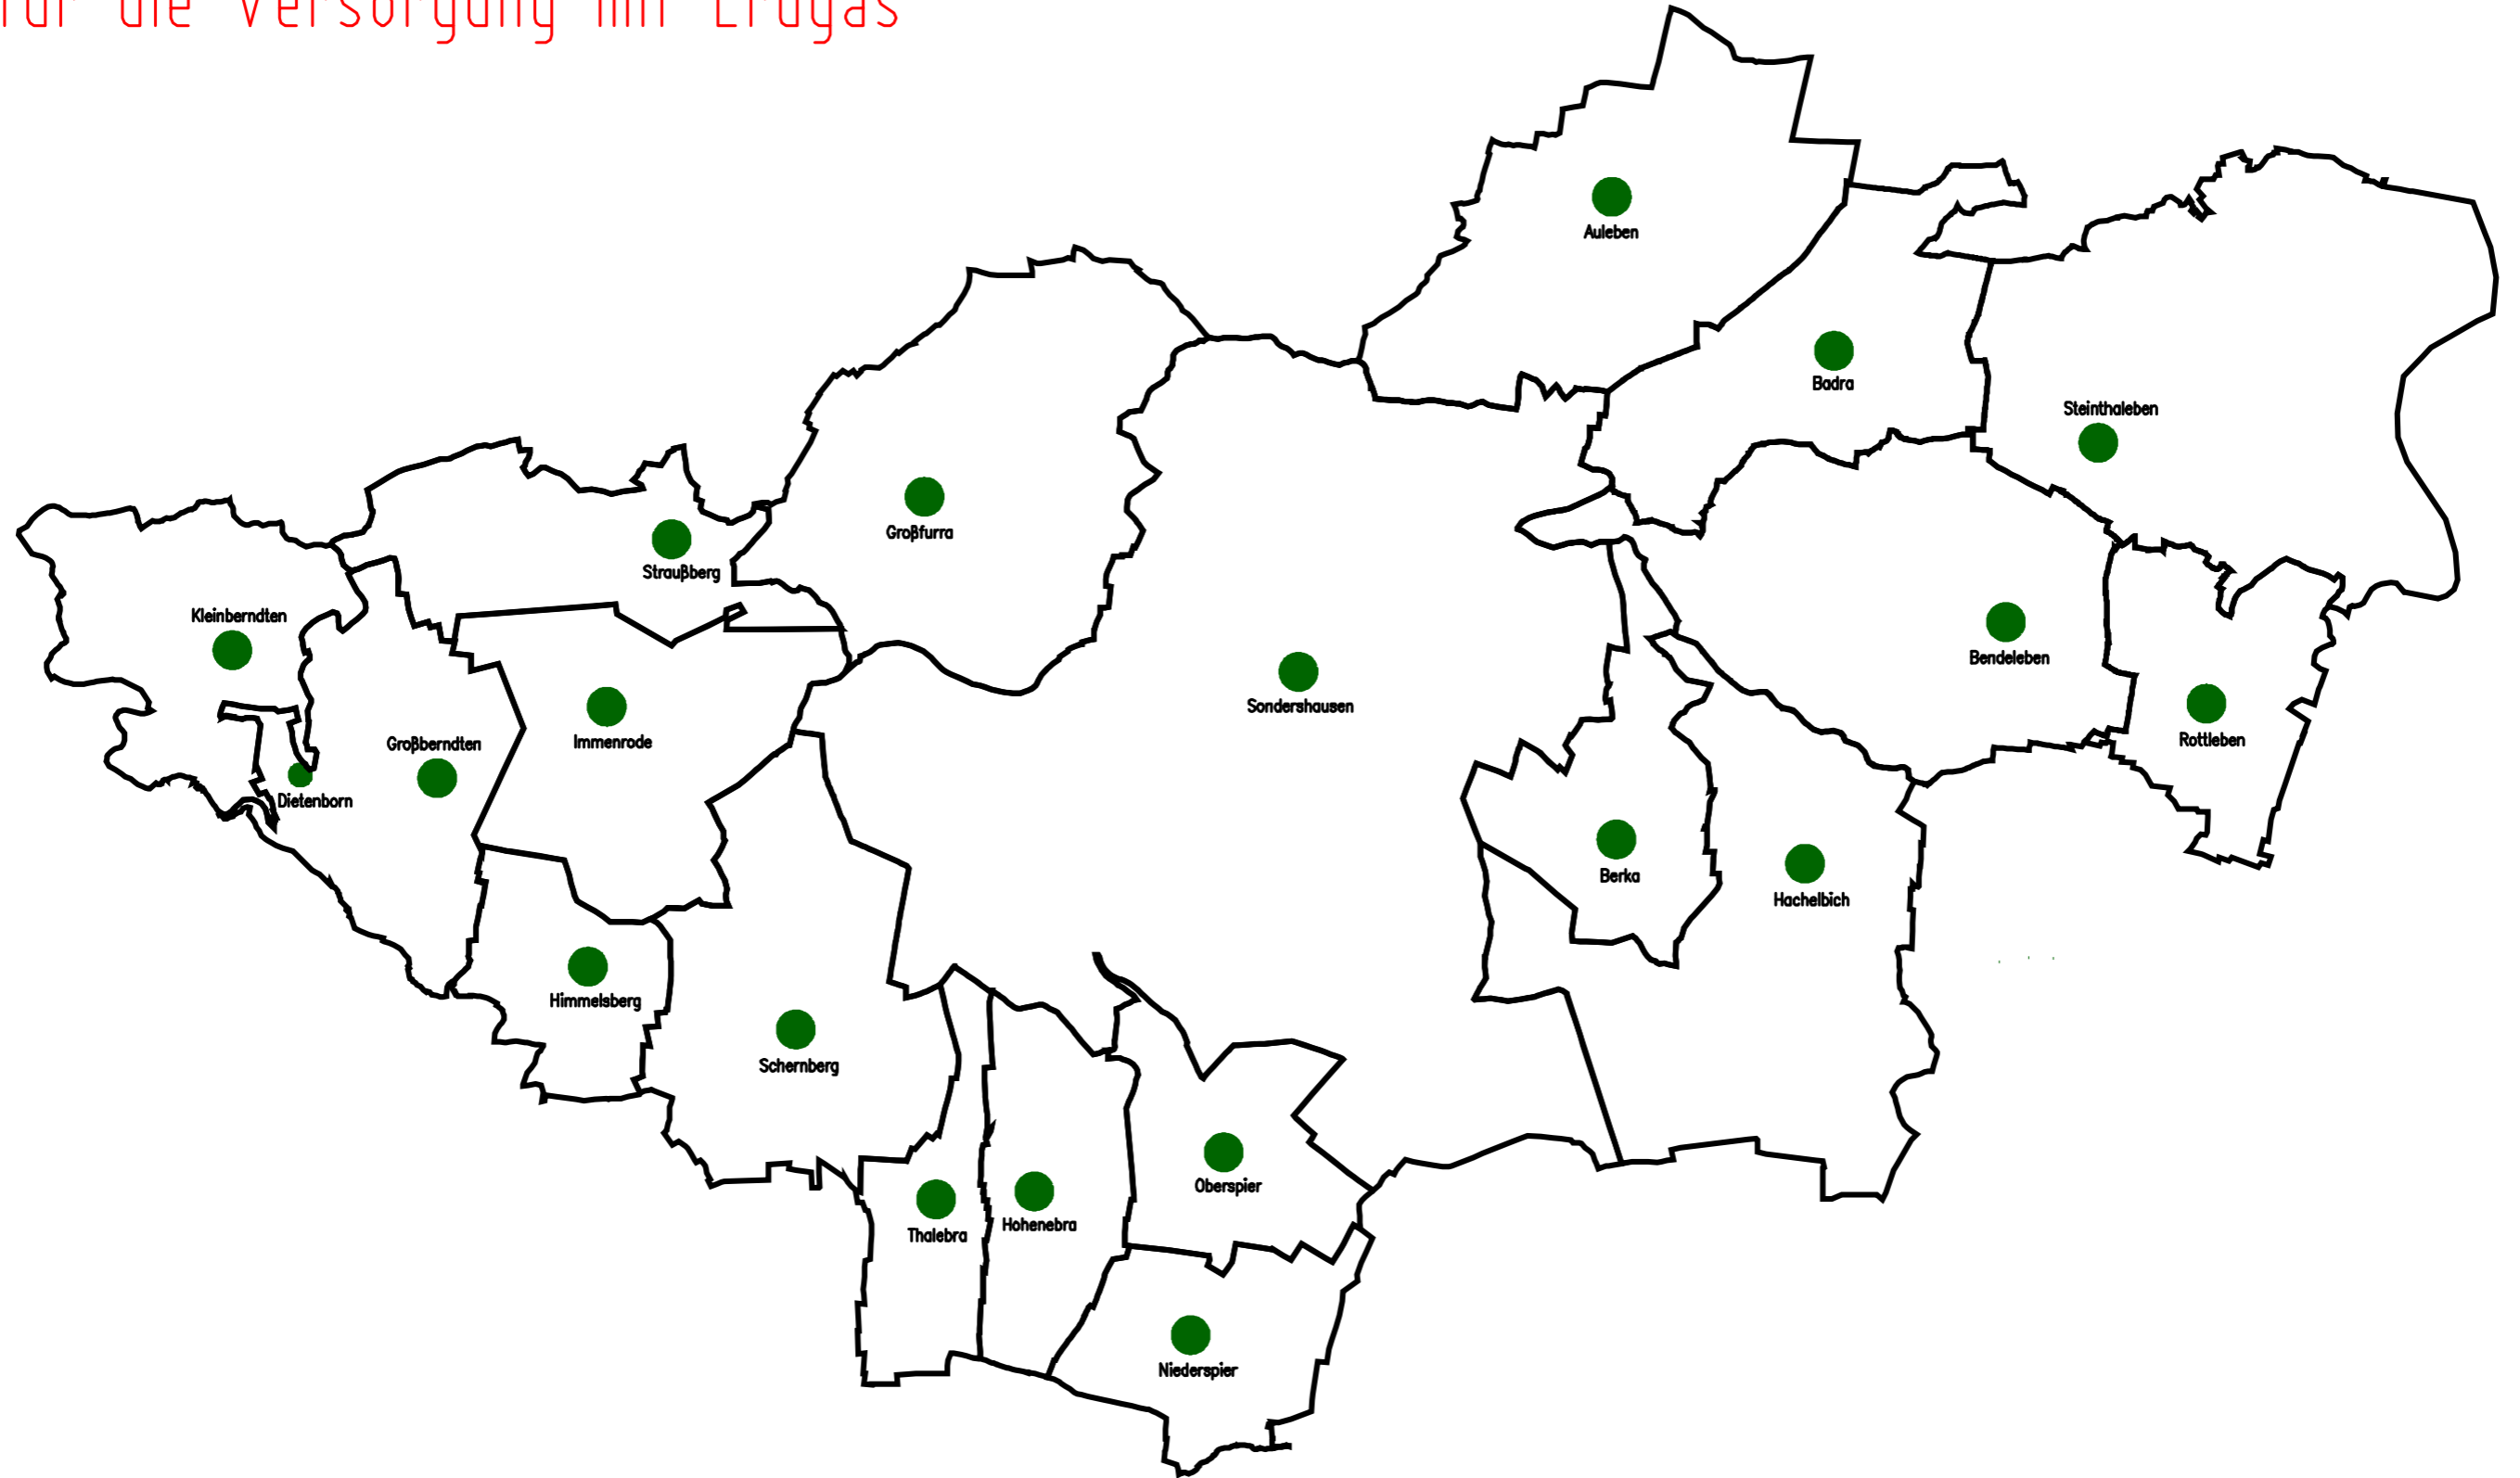 für die Versorgung mit Erdgas
Auleben
Badra
Steinthaleben
Großfurra
Straußberg
Kleinberndten
Bendeleben
Sondershausen
Rottleben
Immenrode
Großberndten
Dietenborn
Berka
Hachelbich
Himmelsberg
Schernberg
Oberspier
Hohenebra
Thalebra
Niederspier